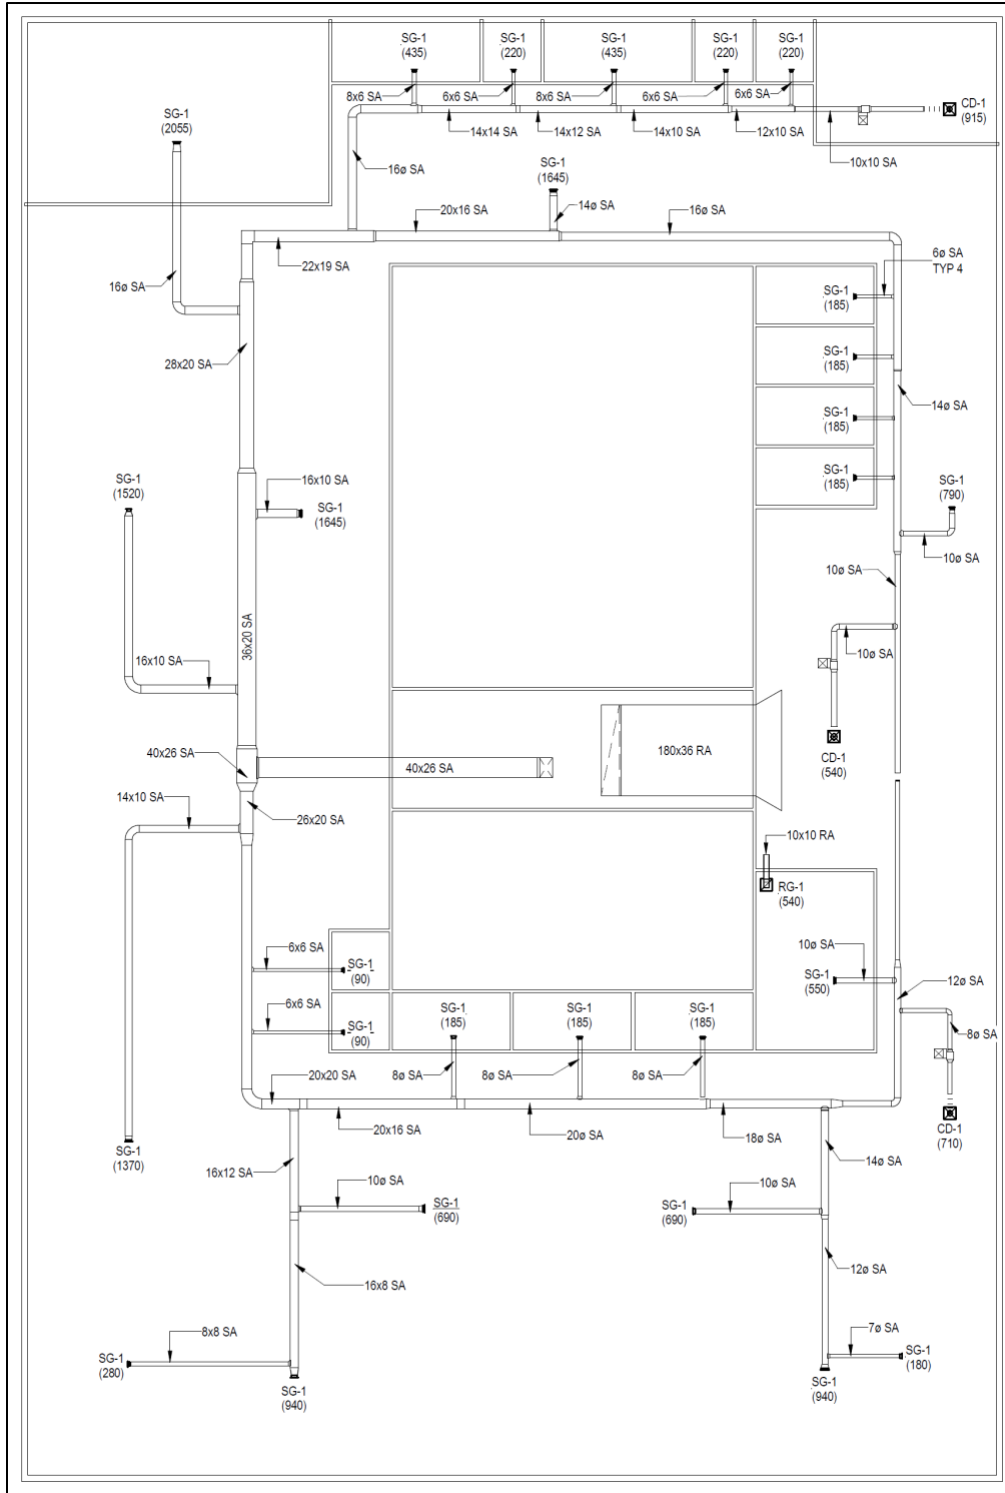 SG-1
(435)
SG-1
(220)
SG-1
(435)
SG-1
(220)
SG-1
(220)
8x6 SA
6x6 SA
8x6 SA
6x6 SA
6x6 SA
CD-1
(915)
SG-1
(2055)
14x14 SA
14x12 SA
14x10 SA
12x10 SA
10x10 SA
16ø SA
SG-1
(1645)
14ø SA
20x16 SA
16ø SA
22x19 SA
6ø SA
TYP 4
16ø SA
SG-1
(185)
28x20 SA
SG-1
(185)
14ø SA
SG-1
(185)
SG-1
(185)
SG-1
(1520)
16x10 SA
SG-1
(1645)
SG-1
(790)
10ø SA
10ø SA
36x20 SA
16x10 SA
10ø SA
40x26 SA
40x26 SA
180x36 RA
CD-1
(540)
14x10 SA
26x20 SA
10x10 RA
RG-1
(540)
6x6 SA
SG-1
(90)
10ø SA
SG-1
(550)
12ø SA
6x6 SA
SG-1
(90)
SG-1
(185)
SG-1
(185)
SG-1
(185)
8ø SA
20x20 SA
8ø SA
8ø SA
8ø SA
20x16 SA
20ø SA
18ø SA
CD-1
(710)
SG-1
(1370)
16x12 SA
14ø SA
10ø SA
SG-1
(690)
10ø SA
SG-1
(690)
16x8 SA
12ø SA
8x8 SA
7ø SA
SG-1
(280)
SG-1
(180)
SG-1
(940)
SG-1
(940)